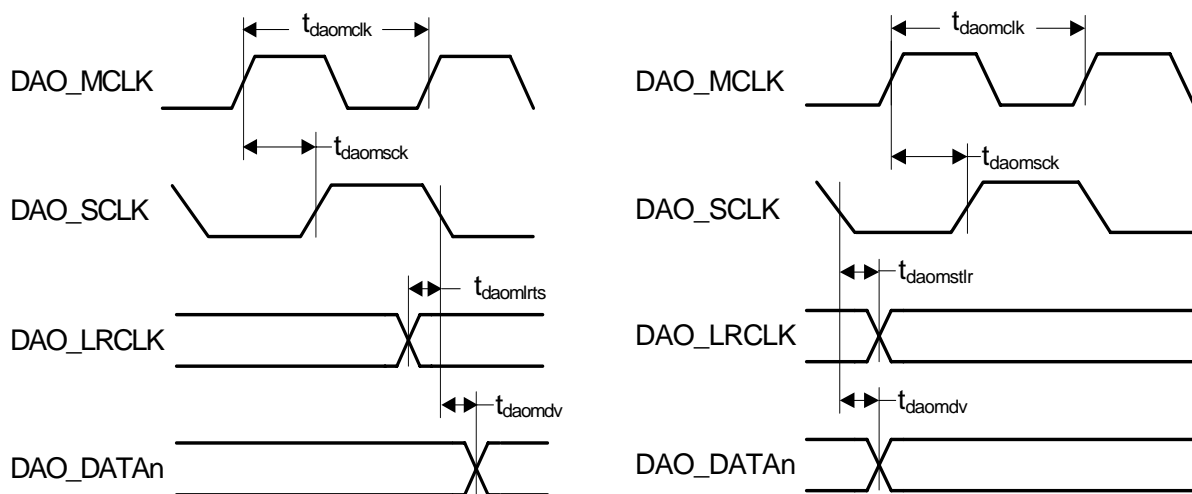 t_daomclk
DAO_MCLK
t_daomsck
DAO_SCLK
t_daomlrts
DAO_LRCLK
t_daomdv
DAO_DATAn
t_daomclk
DAO_MCLK
t_daomsck
DAO_SCLK
t_daomstlr
DAO_LRCLK
t_daomdv
DAO_DATAn